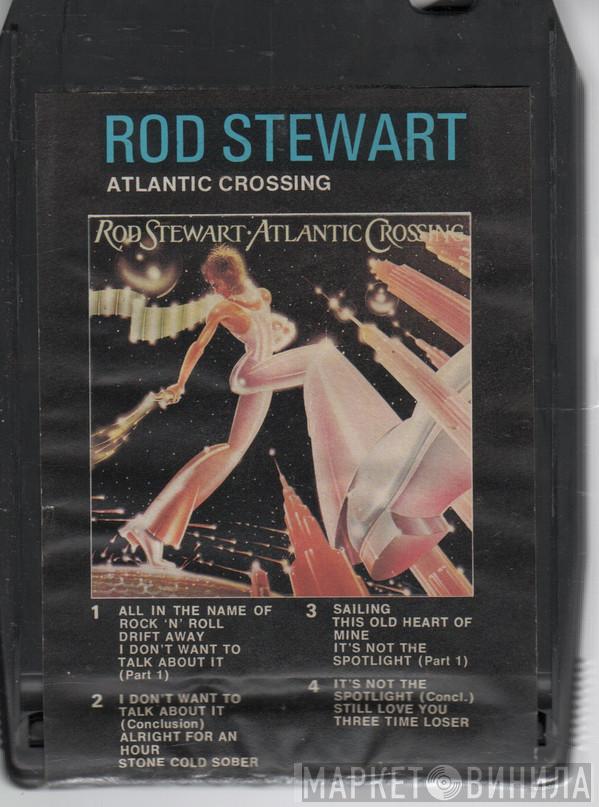 ROD STEWART
ATLANTIC CROSSING
ROD STEWART · ATLANTIC CROSSING
1 ALL IN THE NAME OF
ROCK 'N' ROLL
DRIFT AWAY
I DON'T WANT TO
TALK ABOUT IT
(Part 1)
2 I DON'T WANT TO
TALK ABOUT IT
(Conclusion)
ALRIGHT FOR AN
HOUR
STONE COLD SOBER
3 SAILING
THIS OLD HEART OF
MINE
IT'S NOT THE
SPOTLIGHT (Part 1)
4 IT'S NOT THE
SPOTLIGHT (Concl.)
STILL LOVE YOU
THREE TIME LOSER
МАРКЕТ ВИНИЛА